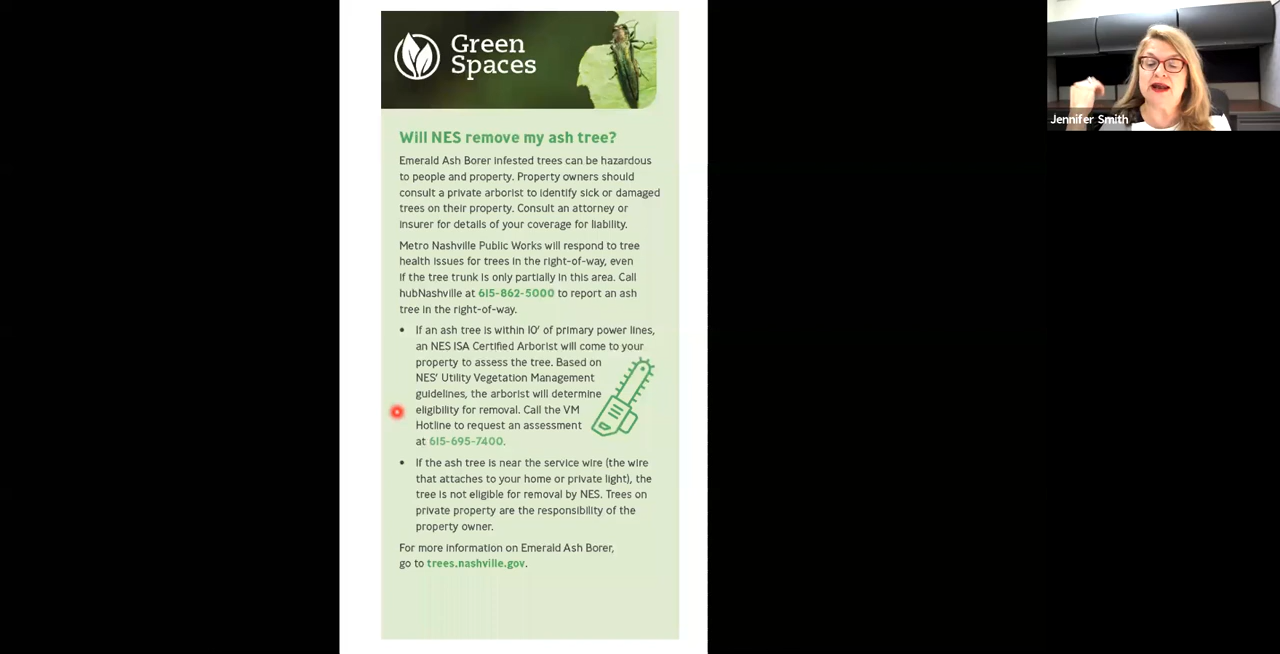 Green
Spaces
Jennifer Smith
Will NES remove my ash tree?
Emerald Ash Borer infested trees can be hazardous
to people and property. Property owners should
consult a private arborist to identify sick or damaged
trees on their property. Consult an attorney or
insurer for details of your coverage for liability.
Metro Nashville Public Works will respond to tree
health issues for trees in the right-of-way, even
if the tree trunk is only partially in this area. Call
hubNashville at 615-862-5000 to report an ash
tree in the right-of-way.
• If an ash tree is within 10' of primary power lines,
an NES ISA Certified Arborist will come to your
property to assess the tree. Based on
NES' Utility Vegetation Management
guidelines, the arborist will determine
eligibility for removal. Call the VM
Hotline to request an assessment
at 615-695-7400.
• If the ash tree is near the service wire (the wire
that attaches to your home or private light), the
tree is not eligible for removal by NES. Trees on
private property are the responsibility of the
property owner.
For more information on Emerald Ash Borer,
go to trees.nashville.gov.